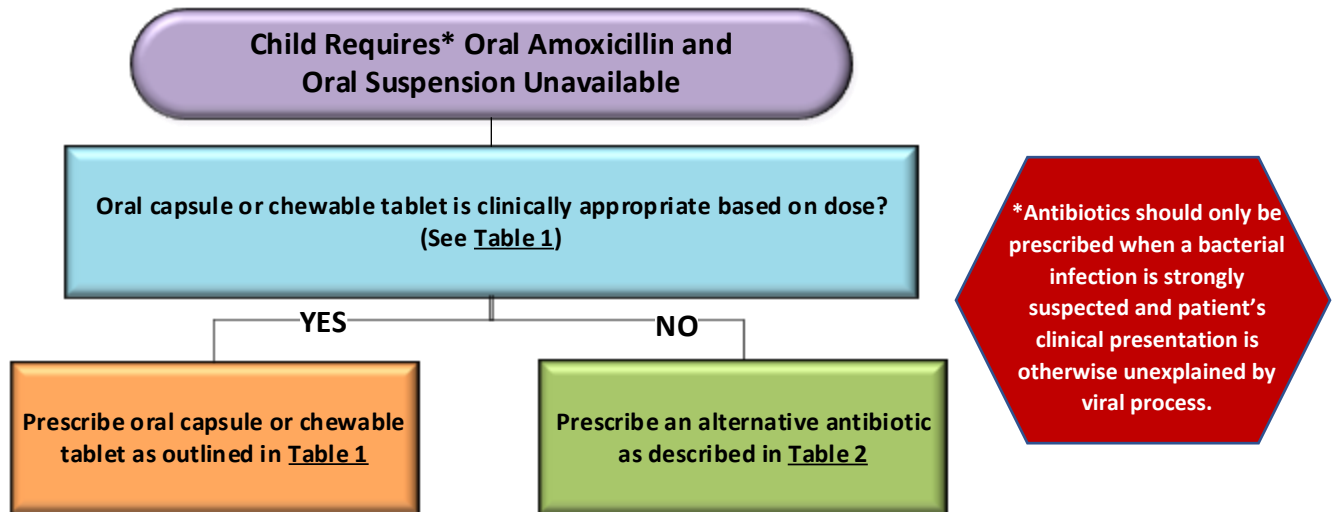 Child Requires* Oral Amoxicillin and
Oral Suspension Unavailable
Oral capsule or chewable tablet is clinically appropriate based on dose?
(See Table 1)
YES
NO
Prescribe oral capsule or chewable
tablet as outlined in Table 1
Prescribe an alternative antibiotic
as described in Table 2
*Antibiotics should only be
prescribed when a bacterial
infection is strongly
suspected and patient’s
clinical presentation is
otherwise unexplained by
viral process.